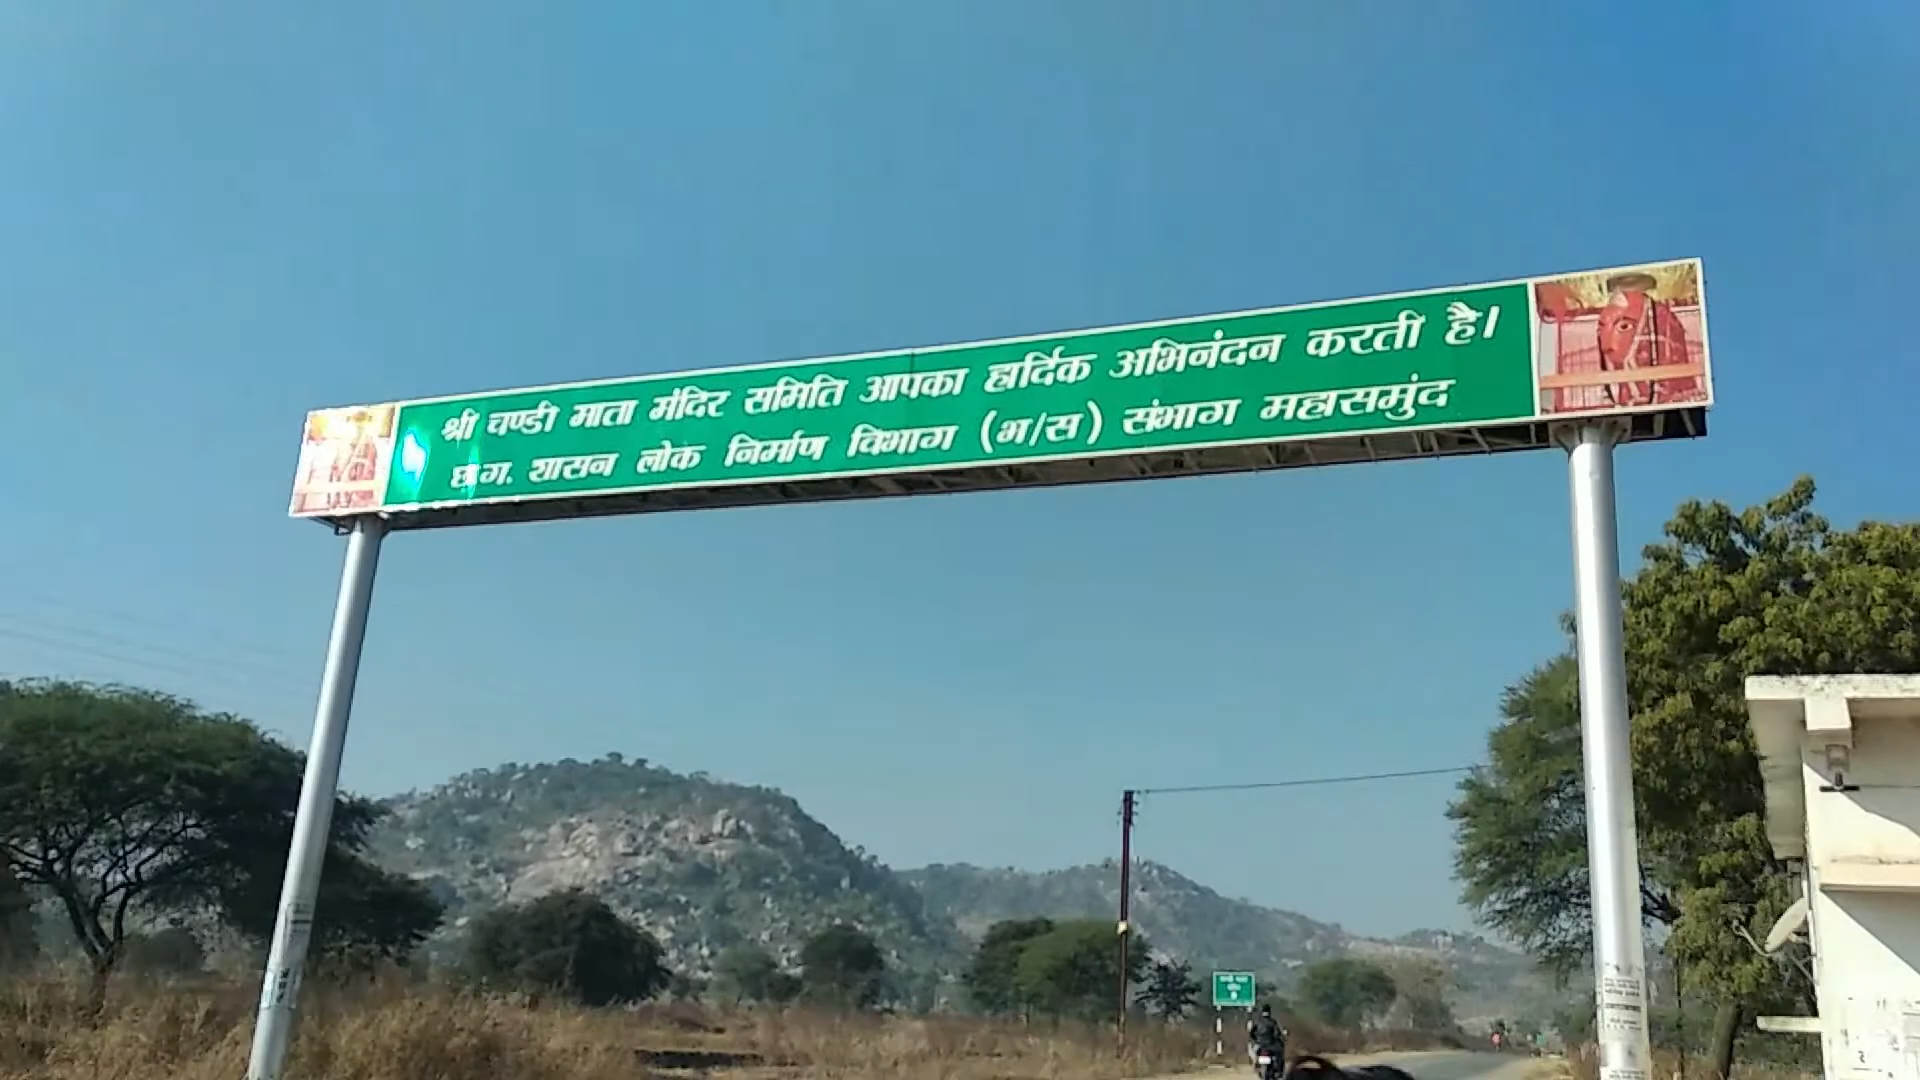 श्री चण्डी माता मंदिर समिति आपका हार्दिक अभिनंदन करती है।
छ.ग. शासन लोक निर्माण विभाग (भ/स) संभाग महासमुंद